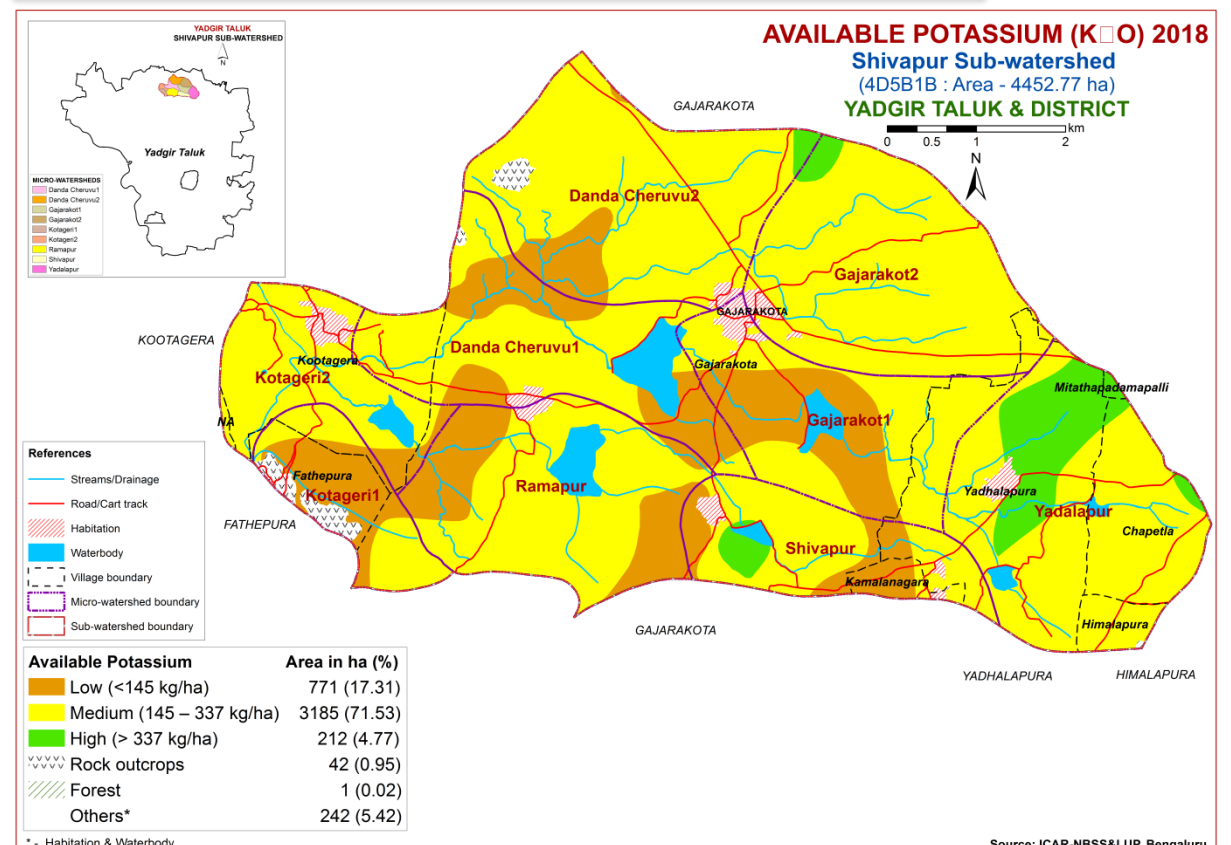 AVAILABLE POTASSIUM (K□O) 2018
Shivapur Sub-watershed
(4D5B1B : Area - 4452.77 ha)
YADGIR TALUK & DISTRICT
0 0.5 1 2 km
N
YADGIR TALUK
SHIVAPUR SUB-WATERSHED
N
Yadgir Taluk
MICRO-WATERSHEDS
Danda Cheruvu1
Danda Cheruvu2
Gajarakot1
Gajarakot2
Kotageri1
Kotageri2
Ramapur
Shivapur
Yadalapur
GAJARAKOTA
Danda Cheruvu2
Gajarakot2
GAJARAKOTA
KOOTAGERA
Danda Cheruvu1
Kootagera
Gajarakota
Kotageri2
Mitathapadamapalli
NA
Gajarakot1
Fathepura
Ramapur
Kotageri1
Yadhalapura
Yadalapur
FATHEPURA
Chapetla
Shivapur
Kamalanagara
Himalapura
GAJARAKOTA
YADHALAPURA
HIMALAPURA
References
Streams/Drainage
Road/Cart track
Habitation
Waterbody
Village boundary
Micro-watershed boundary
Sub-watershed boundary
Available Potassium Area in ha (%)
Low (<145 kg/ha) 771 (17.31)
Medium (145 – 337 kg/ha) 3185 (71.53)
High (> 337 kg/ha) 212 (4.77)
Rock outcrops 42 (0.95)
Forest 1 (0.02)
Others* 242 (5.42)
* - Habitation & Waterbody
Source: ICAR-NBSS&LUP, Bengaluru